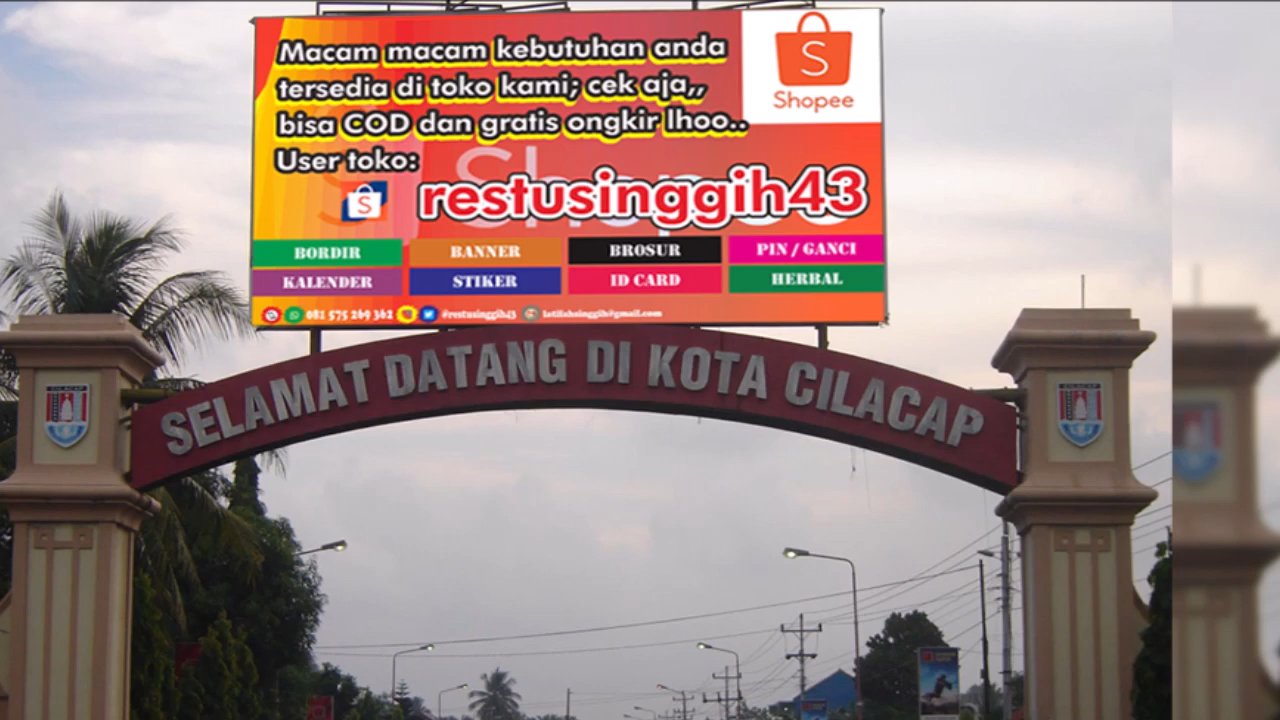 Macam macam kebutuhan anda
tersedia di toko kami; cek aja,,
bisa COD dan gratis ongkir lhoo..
User toko:
restusinggih43
Shopee
BORDIR
BANNER
BROSUR
PIN / GANCI
KALENDER
STIKER
ID CARD
HERBAL
081 575 269 362
#restusinggih43
SELAMAT DATANG DI KOTA CILACAP
CILACAP
CILACAP